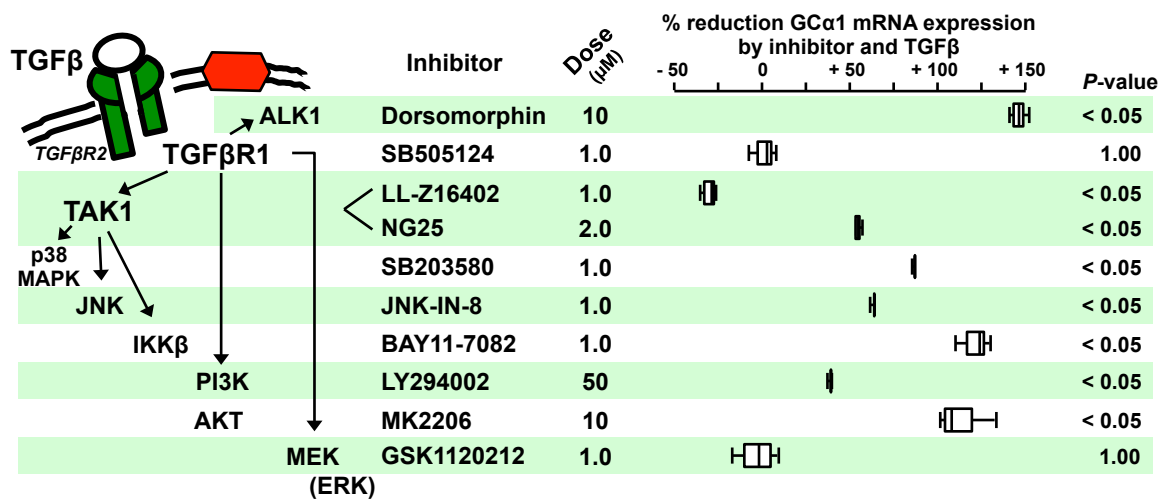 % reduction GCα1 mRNA expression
by inhibitor and TGFβ
TGFβ
Inhibitor
Dose
(μM)
- 50 0 + 50 + 100 + 150
P-value
ALK1 Dorsomorphin 10 < 0.05
TGFβR2
TGFβR1 SB505124 1.0 1.00
LL-Z16402 1.0 < 0.05
TAK1
NG25 2.0 < 0.05
p38
MAPK
SB203580 1.0 < 0.05
JNK JNK-IN-8 1.0 < 0.05
IKKβ BAY11-7082 1.0 < 0.05
PI3K LY294002 50 < 0.05
AKT MK2206 10 < 0.05
MEK GSK1120212 1.0 1.00
(ERK)